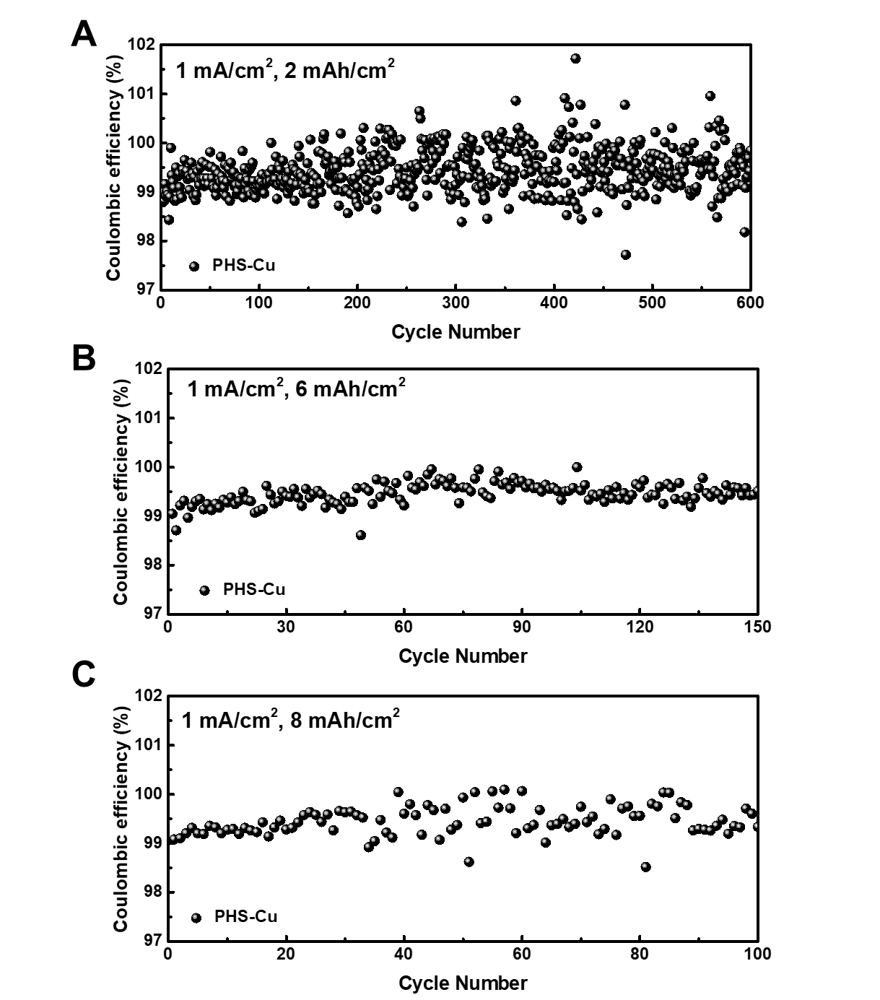 A
1 mA/cm², 2 mAh/cm²
Coulombic efficiency (%)
102
101
100
99
98
97
PHS-Cu
0 100 200 300 400 500 600
Cycle Number
B
1 mA/cm², 6 mAh/cm²
Coulombic efficiency (%)
102
101
100
99
98
97
PHS-Cu
0 30 60 90 120 150
Cycle Number
C
1 mA/cm², 8 mAh/cm²
Coulombic efficiency (%)
102
101
100
99
98
97
PHS-Cu
0 20 40 60 80 100
Cycle Number